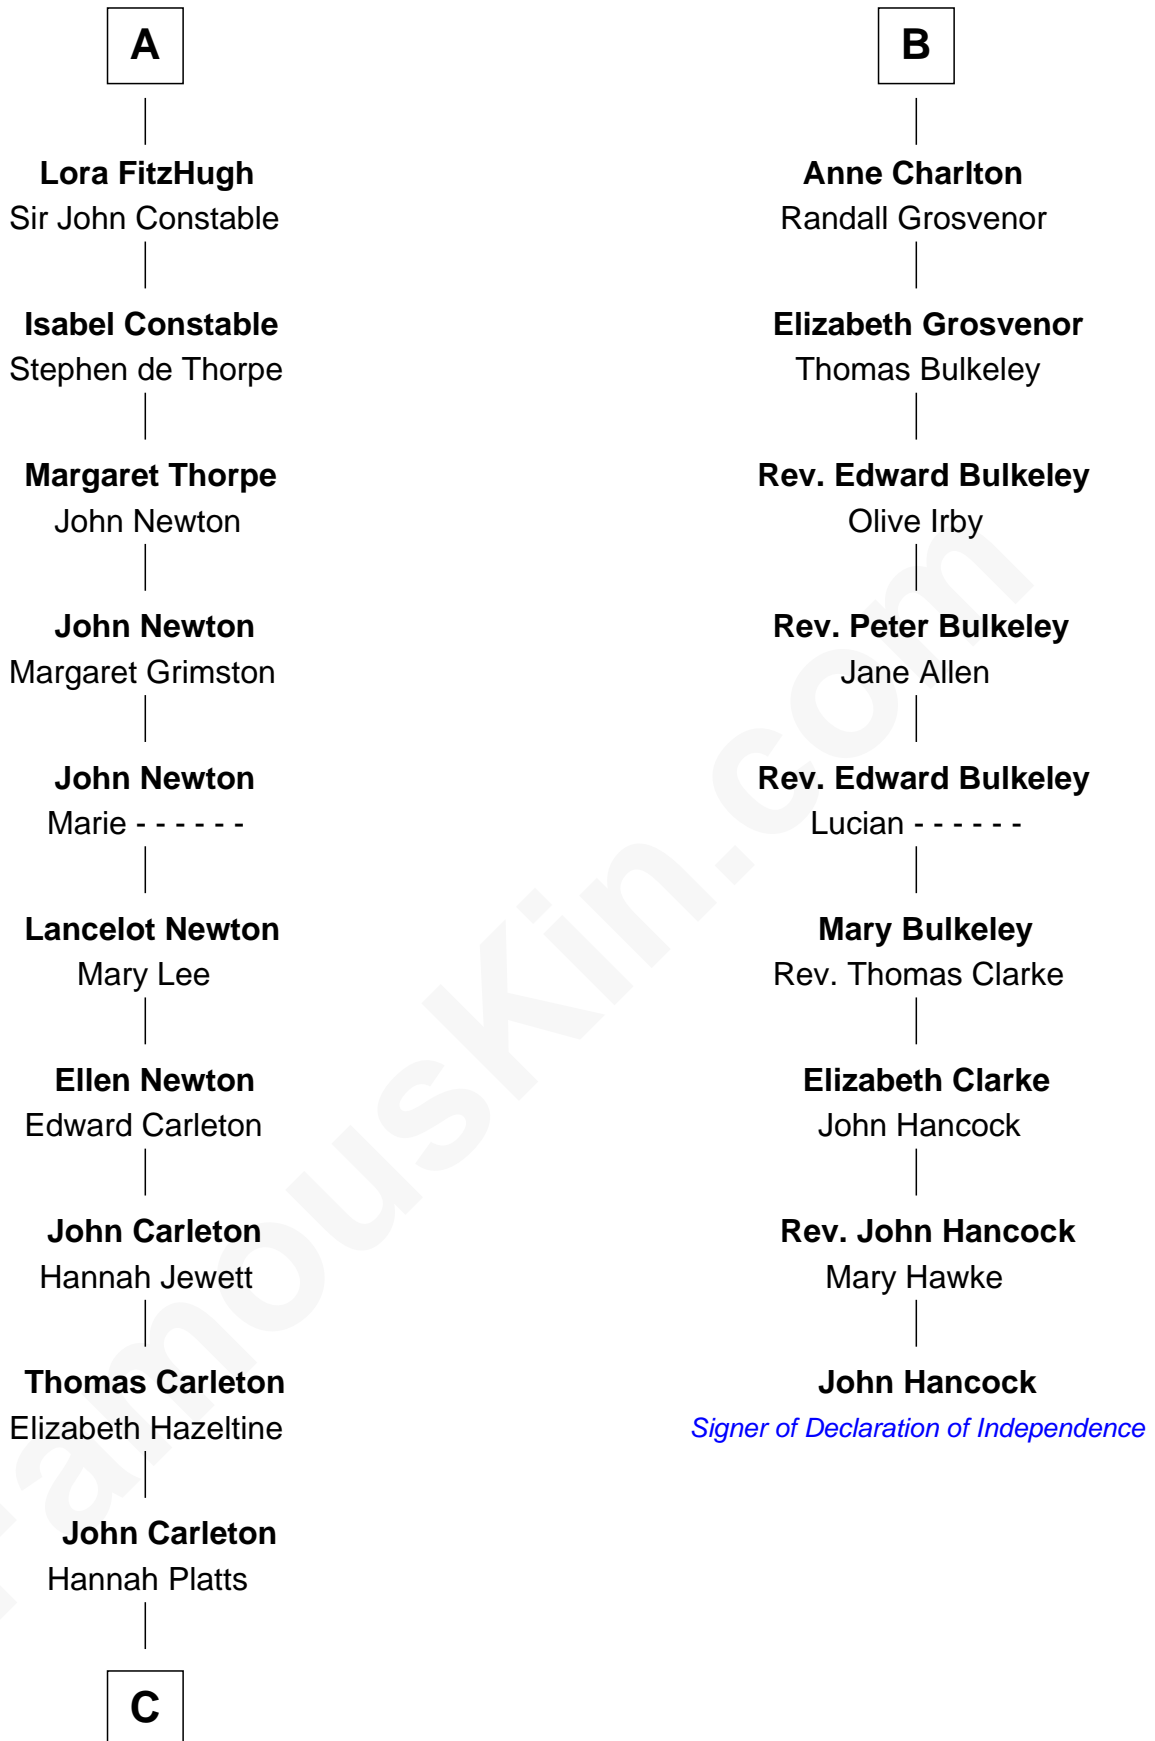 A
Lora FitzHugh
Sir John Constable
Isabel Constable
Stephen de Thorpe
Margaret Thorpe
John Newton
John Newton
Margaret Grimston
John Newton
Marie - - - - - -
Lancelot Newton
Mary Lee
Ellen Newton
Edward Carleton
John Carleton
Hannah Jewett
Thomas Carleton
Elizabeth Hazeltine
John Carleton
Hannah Platts
C
B
Anne Charlton
Randall Grosvenor
Elizabeth Grosvenor
Thomas Bulkeley
Rev. Edward Bulkeley
Olive Irby
Rev. Peter Bulkeley
Jane Allen
Rev. Edward Bulkeley
Lucian - - - - - -
Mary Bulkeley
Rev. Thomas Clarke
Elizabeth Clarke
John Hancock
Rev. John Hancock
Mary Hawke
John Hancock
Signer of Declaration of Independence
FamousKin.com